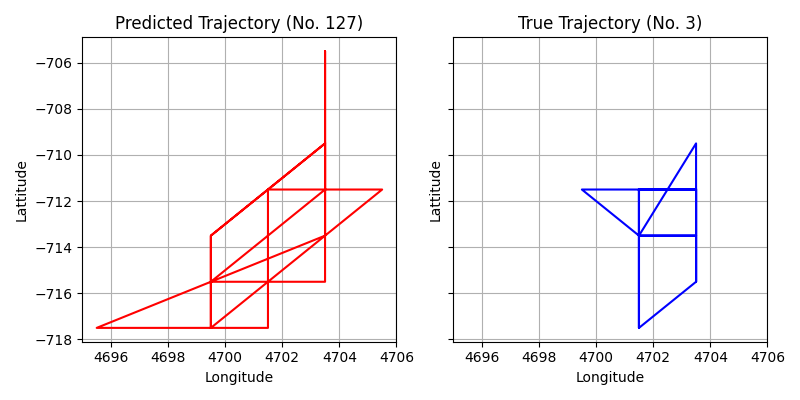 Predicted Trajectory (No. 127)
True Trajectory (No. 3)
Lattitude
−706
−708
−710
−712
−714
−716
−718
4696 4698 4700 4702 4704 4706
Longitude
Lattitude
4696 4698 4700 4702 4704 4706
Longitude